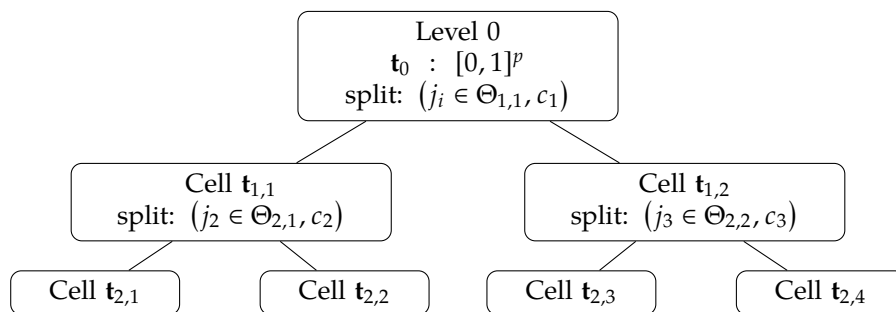 Level 0
t₀ : [0, 1]ᵖ
split: (jᵢ ∈ Θ₁,₁, c₁)
Cell t₁,₁
split: (j₂ ∈ Θ₂,₁, c₂)
Cell t₁,₂
split: (j₃ ∈ Θ₂,₂, c₃)
Cell t₂,₁
Cell t₂,₂
Cell t₂,₃
Cell t₂,₄